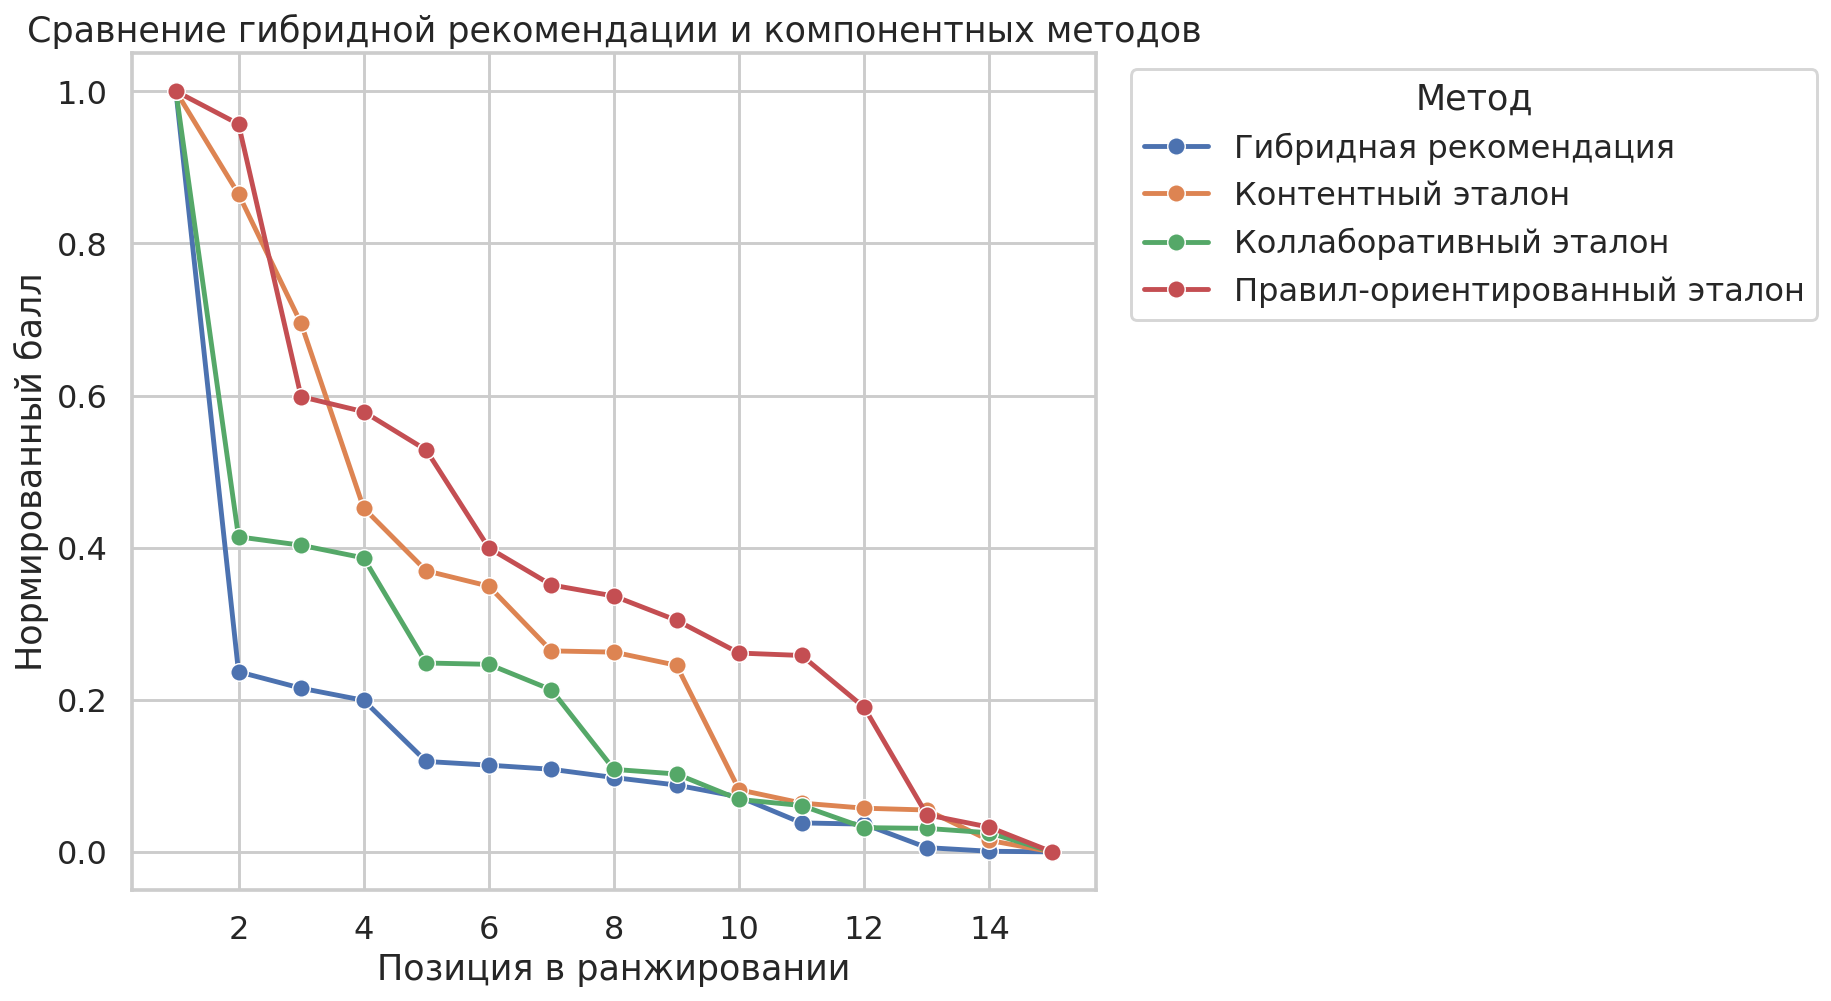 Сравнение гибридной рекомендации и компонентных методов
Нормированный балл
1.0
0.8
0.6
0.4
0.2
0.0
2 4 6 8 10 12 14
Позиция в ранжировании
Метод
Гибридная рекомендация
Контентный эталон
Коллаборативный эталон
Правил-ориентированный эталон